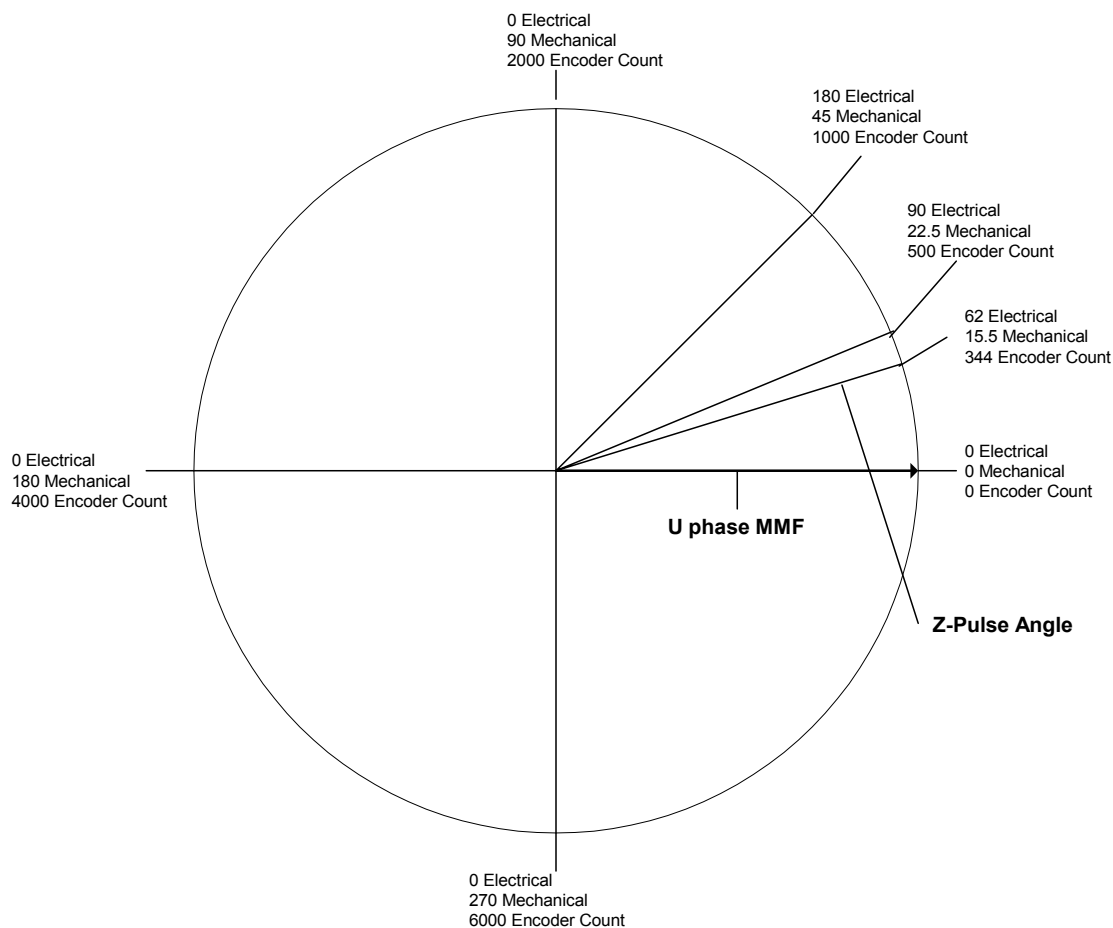 0 Electrical
90 Mechanical
2000 Encoder Count
180 Electrical
45 Mechanical
1000 Encoder Count
90 Electrical
22.5 Mechanical
500 Encoder Count
62 Electrical
15.5 Mechanical
344 Encoder Count
0 Electrical
180 Mechanical
4000 Encoder Count
0 Electrical
0 Mechanical
0 Encoder Count
U phase MMF
Z-Pulse Angle
0 Electrical
270 Mechanical
6000 Encoder Count